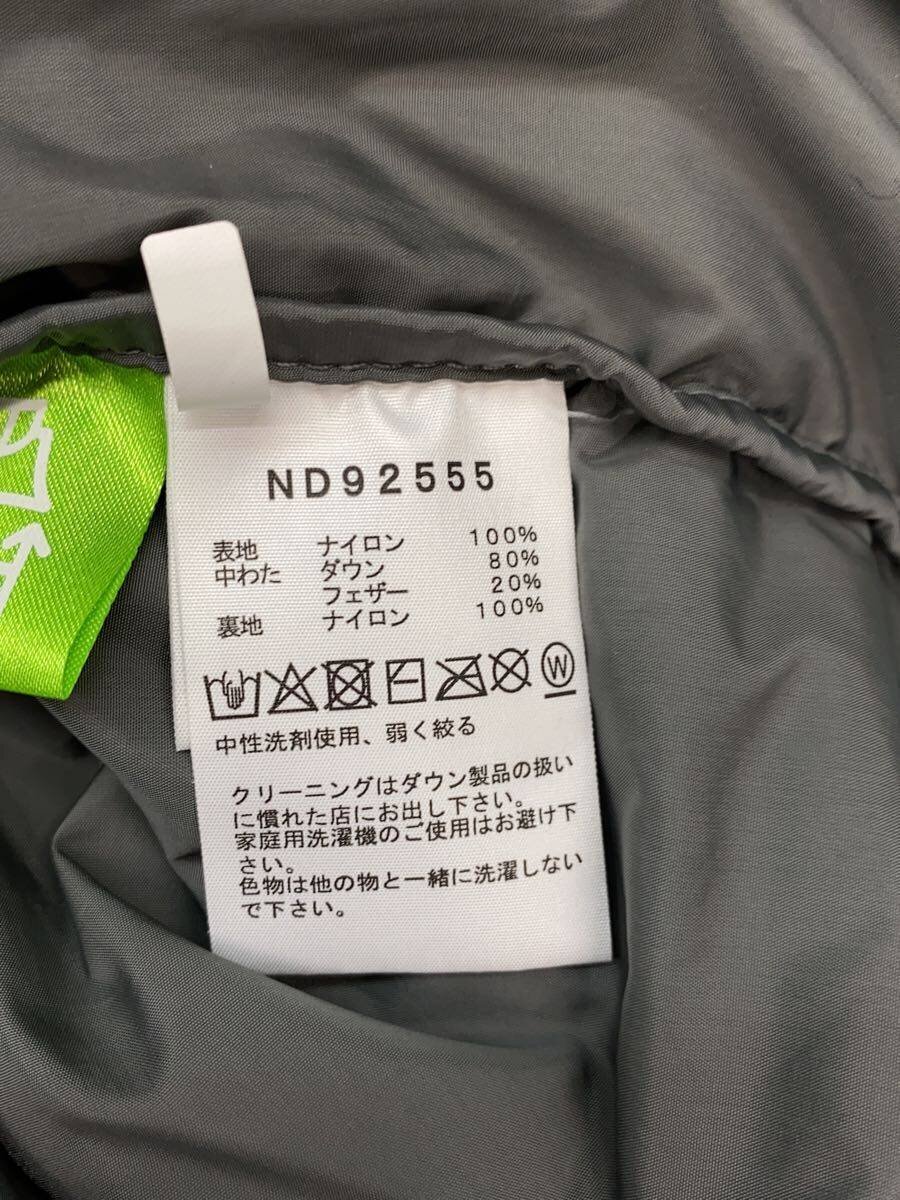 ND92555
表地 ナイロン 100%
中わた ダウン 80%
フェザー 20%
裏地 ナイロン 100%
W
中性洗剤使用、弱く絞る
クリーニングはダウン製品の扱い
に慣れた店にお出し下さい。
家庭用洗濯機のご使用はお避け下
さい。
色物は他の物と一緒に洗濯しない
で下さい。